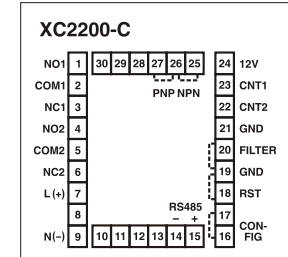 XC2200-C
NO1 1 30 29 28 27 26 25 24 12V
COM1 2 PNP NPN 23 CNT1
NC1 3 22 CNT2
NO2 4 21 GND
COM2 5 20 FILTER
NC2 6 19 GND
L (+) 7 18 RST
8 RS485 17 CON-
N(–) 9 10 11 12 13 14 15 – + 16 FIG